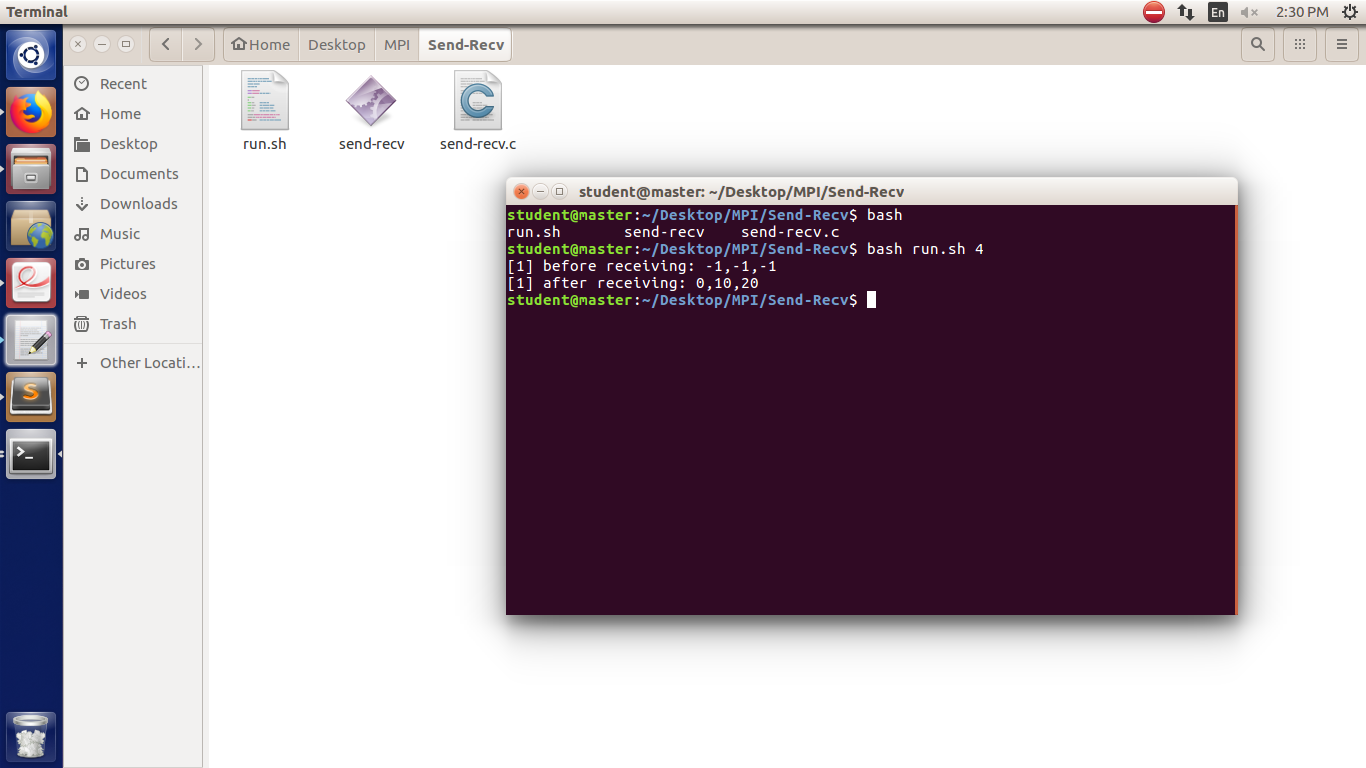 Terminal
En
2:30 PM
Home
Desktop
MPI
Send-Recv
Recent
Home
Desktop
Documents
Downloads
Music
Pictures
Videos
Trash
Other Locati…
run.sh
send-recv
send-recv.c
student@master: ~/Desktop/MPI/Send-Recv
student@master:~/Desktop/MPI/Send-Recv$ bash
run.sh       send-recv    send-recv.c
student@master:~/Desktop/MPI/Send-Recv$ bash run.sh 4
[1] before receiving: -1,-1,-1
[1] after receiving: 0,10,20
student@master:~/Desktop/MPI/Send-Recv$